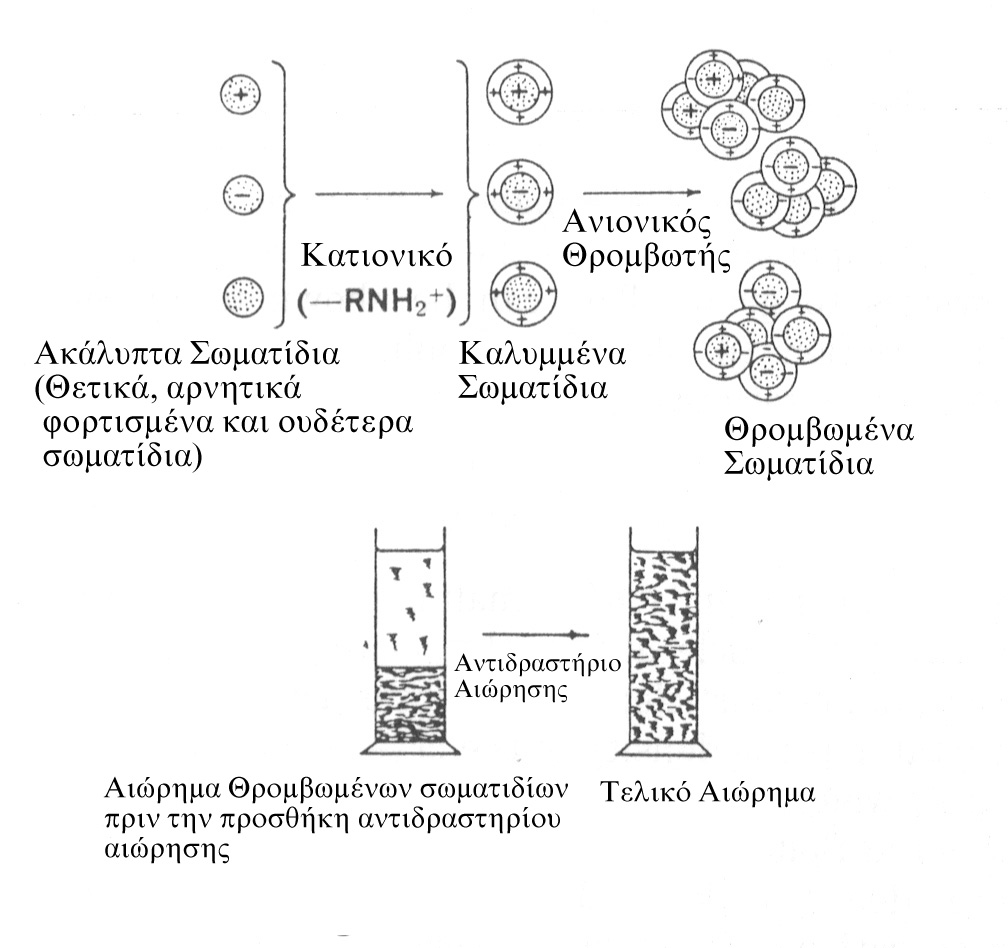 Κατιονικό
(—RNH₂⁺)
Ανιονικός
Θρομβωτής
Ακάλυπτα Σωματίδια
(Θετικά, αρνητικά
φορτισμένα και ουδέτερα
σωματίδια)
Καλυμμένα
Σωματίδια
Θρομβωμένα
Σωματίδια
Αντιδραστήριο
Αιώρησης
Αιώρημα Θρομβωμένων σωματιδίων
πριν την προσθήκη αντιδραστηρίου
αιώρησης
Τελικό Αιώρημα